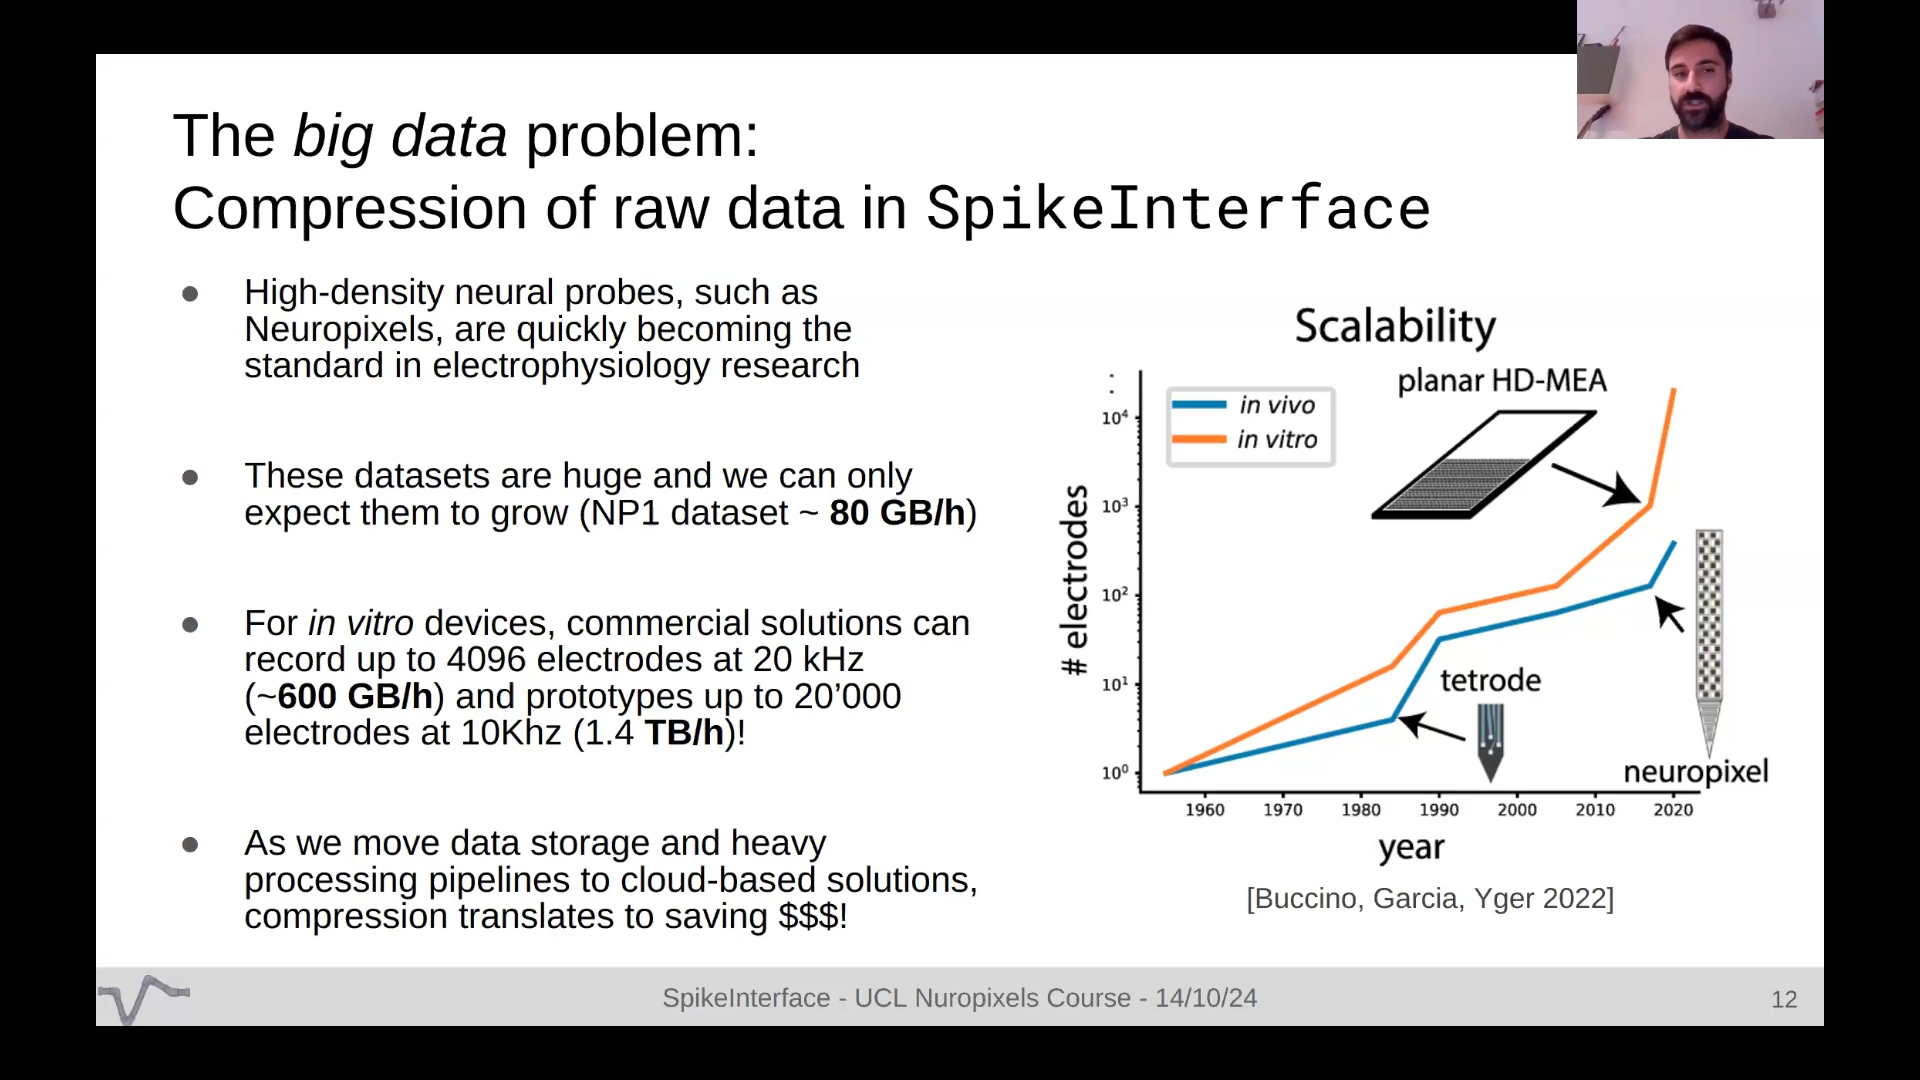 The big data problem:
Compression of raw data in SpikeInterface
● High-density neural probes, such as
Neuropixels, are quickly becoming the
standard in electrophysiology research
● These datasets are huge and we can only
expect them to grow (NP1 dataset ~ 80 GB/h)
● For in vitro devices, commercial solutions can
record up to 4096 electrodes at 20 kHz
(~600 GB/h) and prototypes up to 20’000
electrodes at 10Khz (1.4 TB/h)!
● As we move data storage and heavy
processing pipelines to cloud-based solutions,
compression translates to saving $$$!
Scalability
planar HD-MEA
in vivo
in vitro
10⁴
10³
10²
10¹
10⁰
# electrodes
tetrode
neuropixel
1960 1970 1980 1990 2000 2010 2020
year
[Buccino, Garcia, Yger 2022]
SpikeInterface - UCL Nuropixels Course - 14/10/24
12